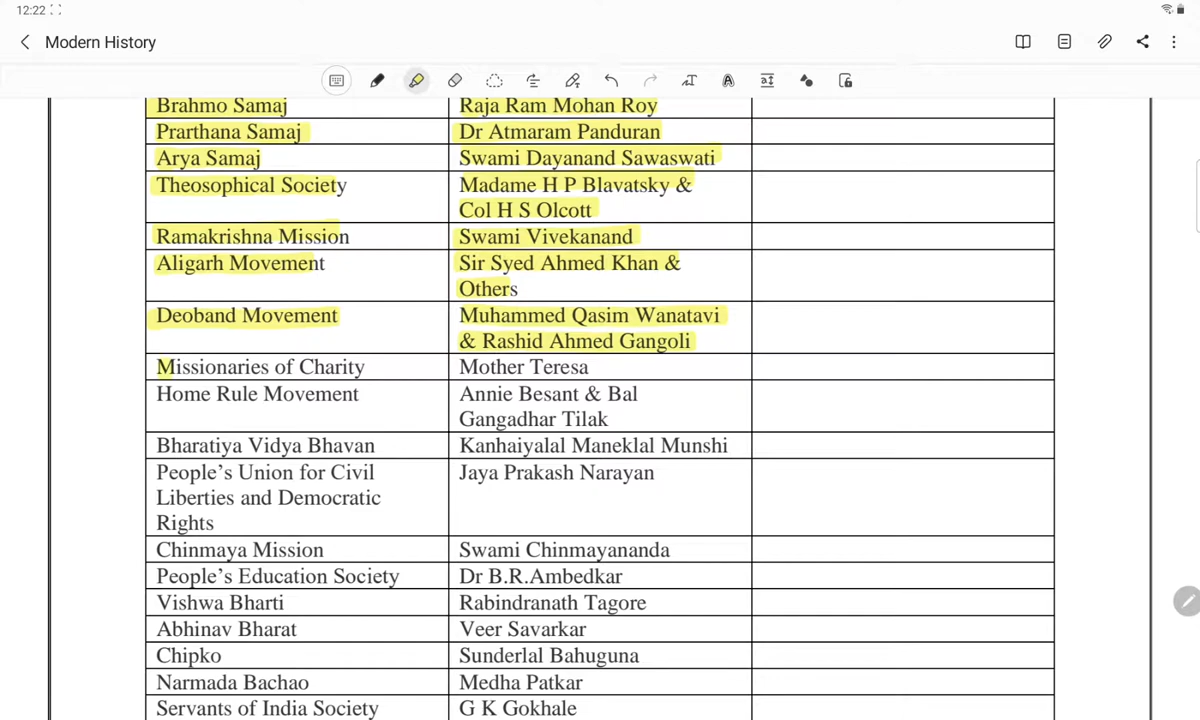 12:22
Modern History
Brahmo Samaj Raja Ram Mohan Roy
Prarthana Samaj Dr Atmaram Panduran
Arya Samaj Swami Dayanand Sawaswati
Theosophical Society Madame H P Blavatsky &
Col H S Olcott
Ramakrishna Mission Swami Vivekanand
Aligarh Movement Sir Syed Ahmed Khan &
Others
Deoband Movement Muhammed Qasim Wanatavi
& Rashid Ahmed Gangoli
Missionaries of Charity Mother Teresa
Home Rule Movement Annie Besant & Bal
Gangadhar Tilak
Bharatiya Vidya Bhavan Kanhaiyalal Maneklal Munshi
People's Union for Civil Jaya Prakash Narayan
Liberties and Democratic
Rights
Chinmaya Mission Swami Chinmayananda
People's Education Society Dr B.R.Ambedkar
Vishwa Bharti Rabindranath Tagore
Abhinav Bharat Veer Savarkar
Chipko Sunderlal Bahuguna
Narmada Bachao Medha Patkar
Servants of India Society G K Gokhale